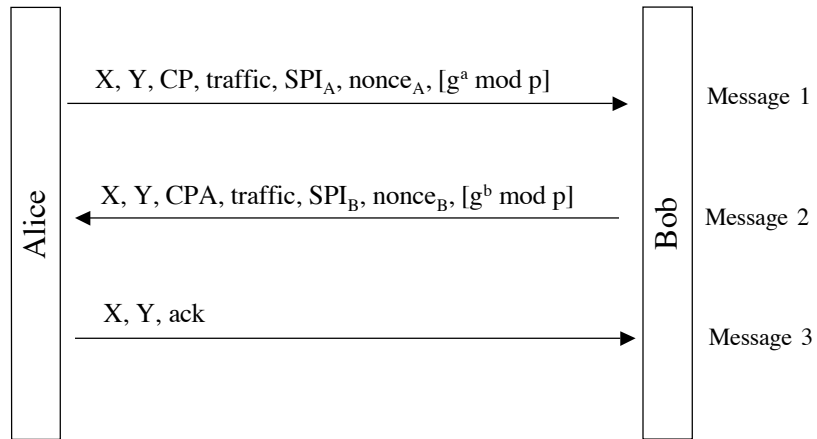 X, Y, CP, traffic, SPI_A, nonce_A, [g^a mod p]
Message 1
X, Y, CPA, traffic, SPI_B, nonce_B, [g^b mod p]
Message 2
Alice
Bob
X, Y, ack
Message 3